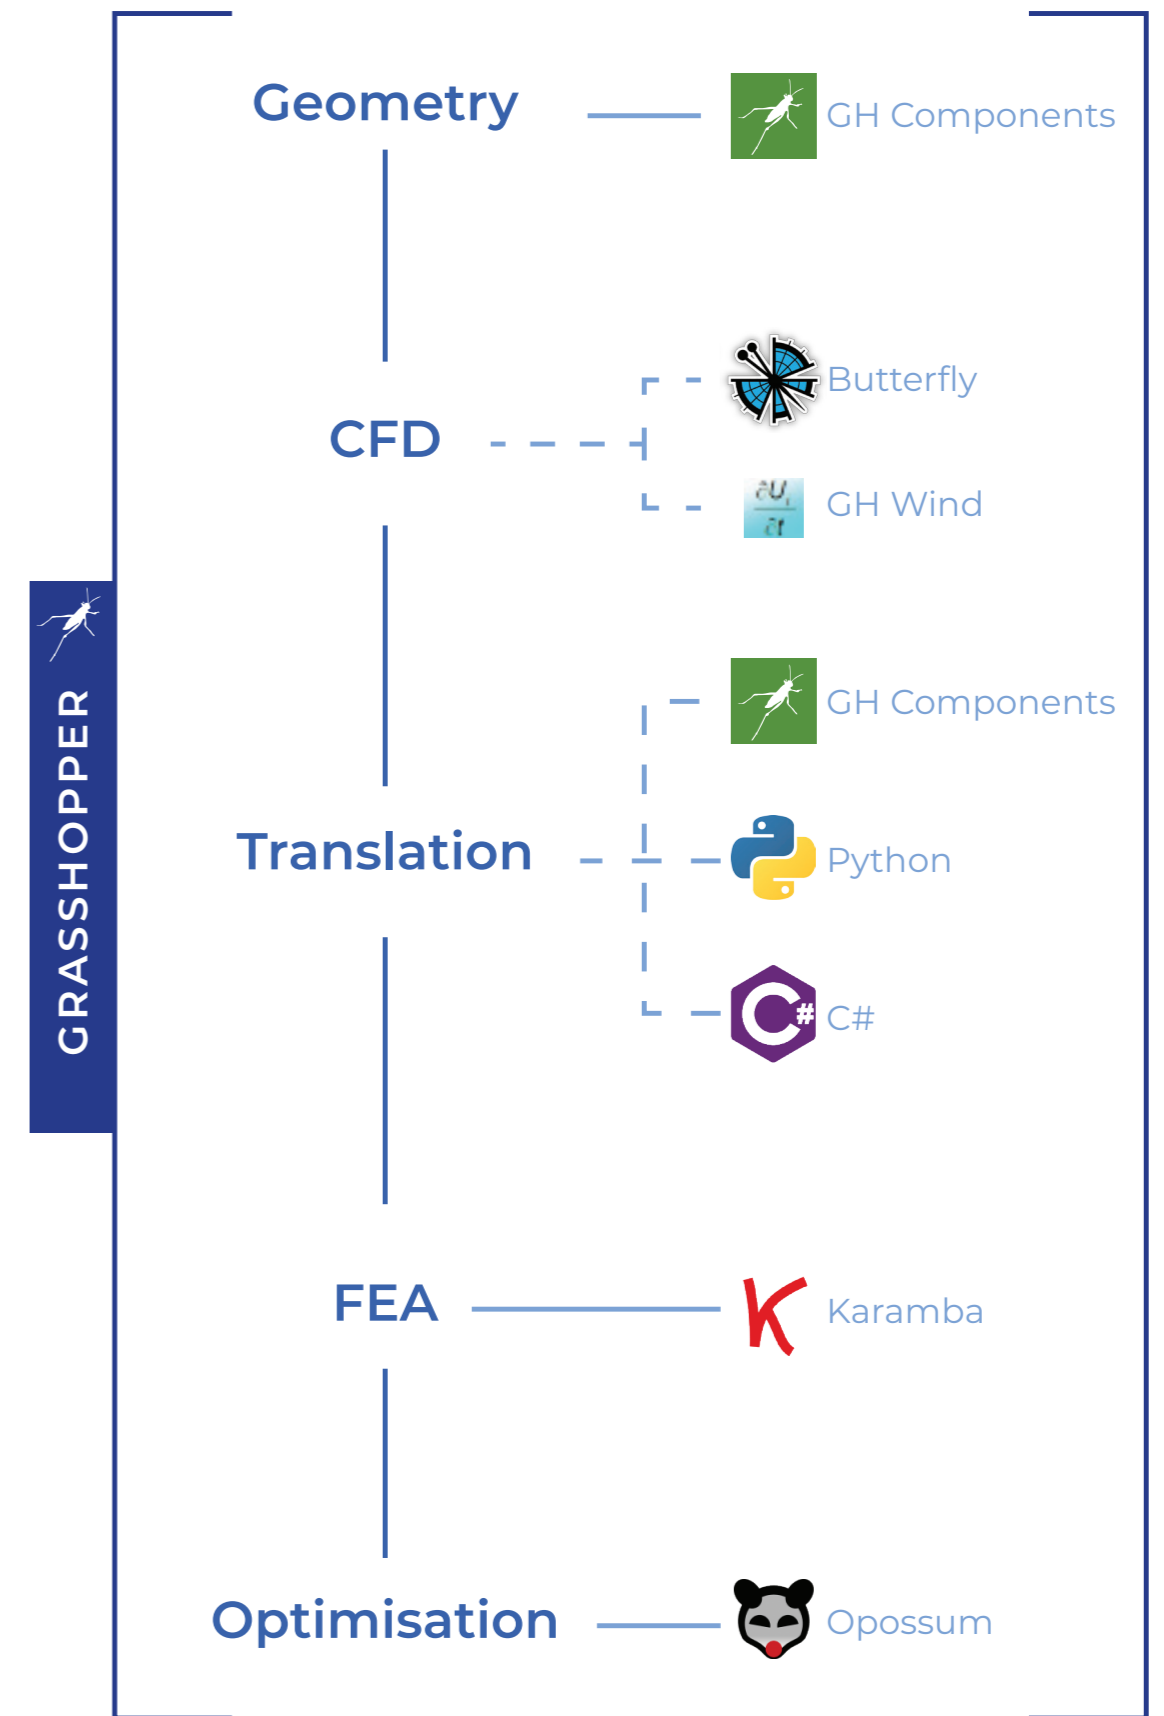 Geometry
GH Components
CFD
Butterfly
GH Wind
GRASSHOPPER
Translation
GH Components
Python
C#
FEA
Karamba
Optimisation
Opossum